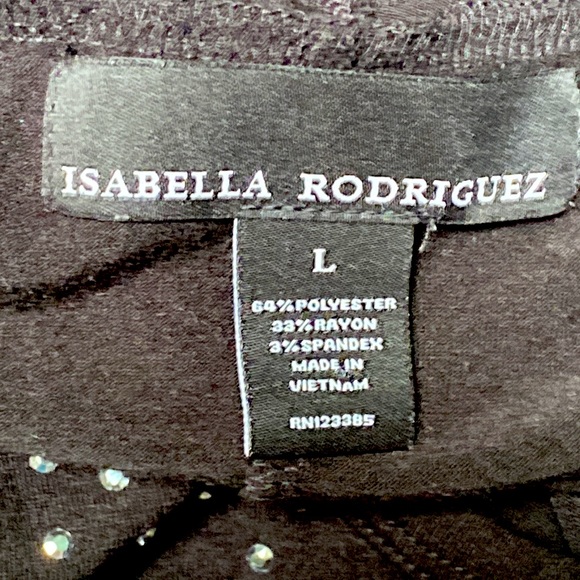 ISABELLA RODRIGUEZ
L
64%POLYESTER
33%RAYON
3%SPANDEX
MADE IN
VIETNAM
RN123385